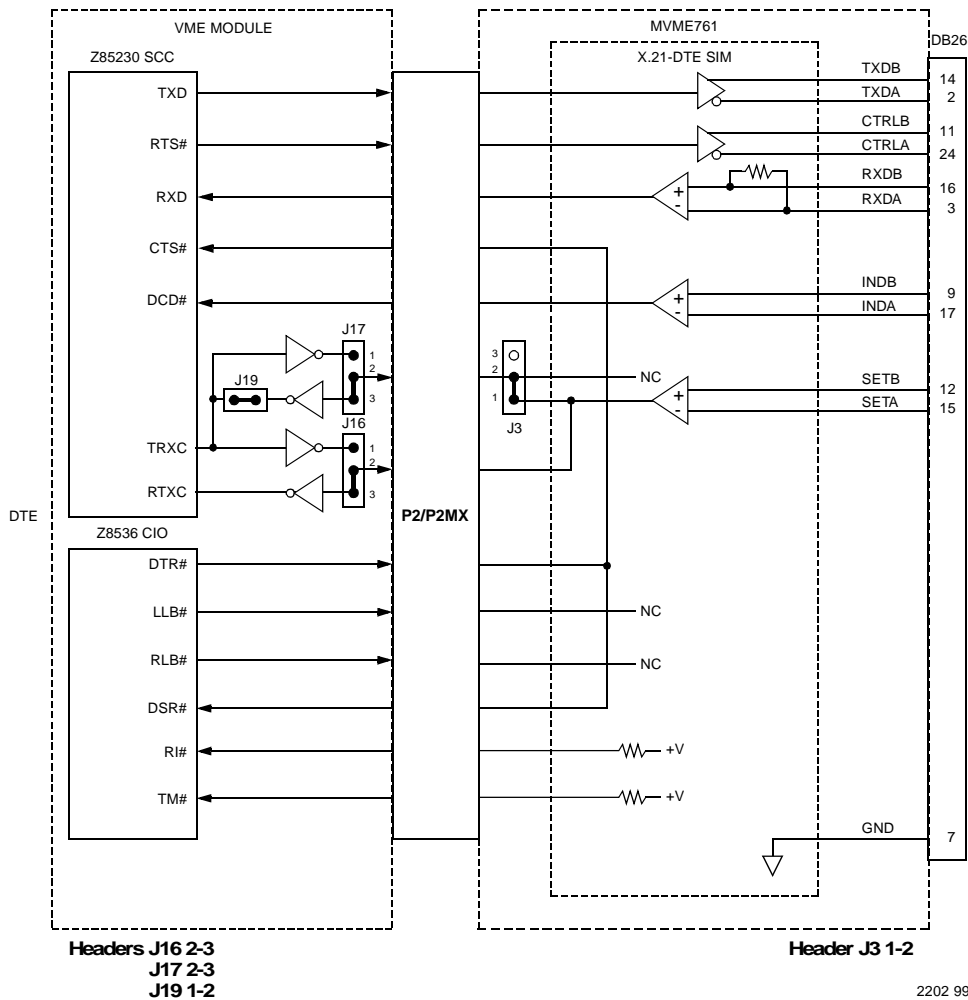 VME MODULE
MVME761
DB26
Z85230 SCC
X.21-DTE SIM
TXD
TXDB
14
TXDA
2
RTS#
CTRLB
11
CTRLA
24
RXD
RXDB
16
+
-
RXDA
3
CTS#
DCD#
INDB
9
+
-
INDA
17
J17
1
2
3
J19
3
2
1
J3
NC
SETB
12
+
-
SETA
15
J16
TRXC
1
2
3
RTXC
DTE
P2/P2MX
Z8536 CIO
DTR#
LLB#
NC
RLB#
NC
DSR#
RI#
+V
TM#
+V
GND
7
Headers J16 2-3
J17 2-3
J19 1-2
Header J3 1-2
2202 99